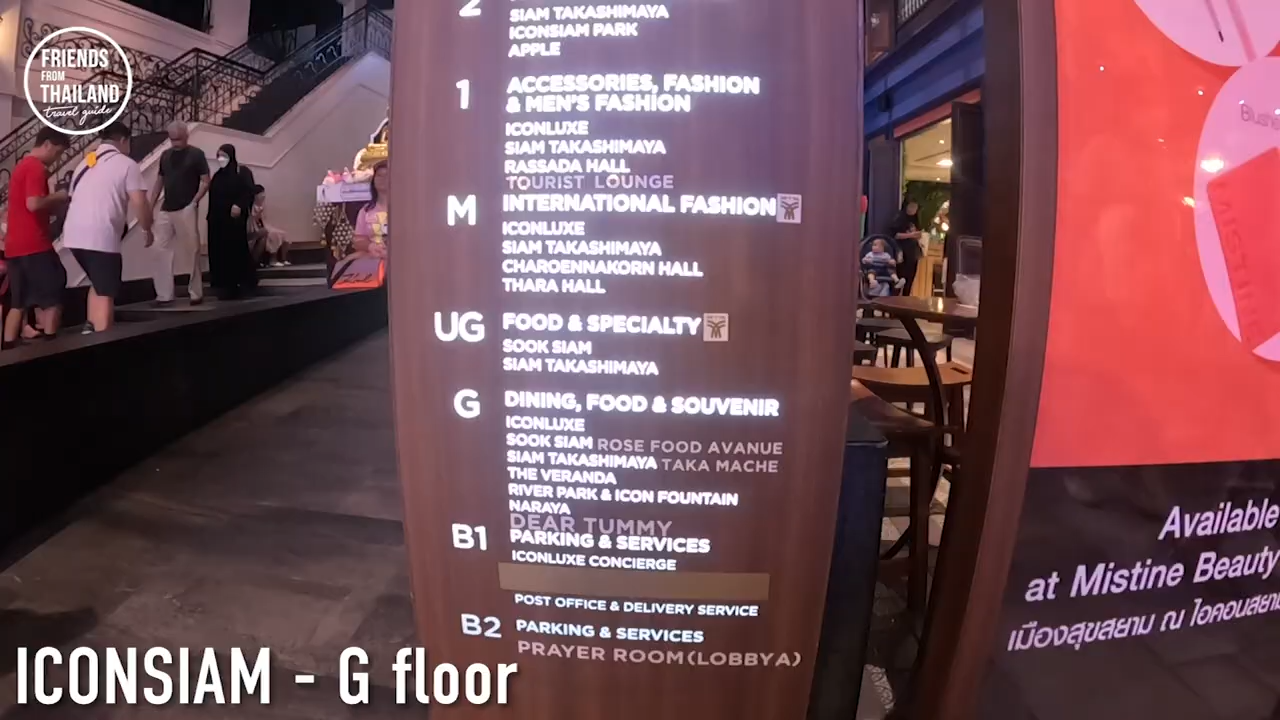 FRIENDS
FROM
THAILAND
travel guide
2
SIAM TAKASHIMAYA
ICONSIAM PARK
APPLE
1 ACCESSORIES, FASHION
& MEN'S FASHION
ICONLUXE
SIAM TAKASHIMAYA
RASSADA HALL
TOURIST LOUNGE
M INTERNATIONAL FASHION
ICONLUXE
SIAM TAKASHIMAYA
CHAROENNAKORN HALL
THARA HALL
UG FOOD & SPECIALTY
SOOK SIAM
SIAM TAKASHIMAYA
G DINING, FOOD & SOUVENIR
ICONLUXE
SOOK SIAM ROSE FOOD AVANUE
SIAM TAKASHIMAYA TAKA MACHE
THE VERANDA
RIVER PARK & ICON FOUNTAIN
NARAYA
DEAR TUMMY
B1 PARKING & SERVICES
ICONLUXE CONCIERGE
POST OFFICE & DELIVERY SERVICE
B2 PARKING & SERVICES
PRAYER ROOM(LOBBY A)
MISTINE
Available
at Mistine Beauty
เมืองสุขสยาม ณ ไอคอนสยาม
ICONSIAM - G floor